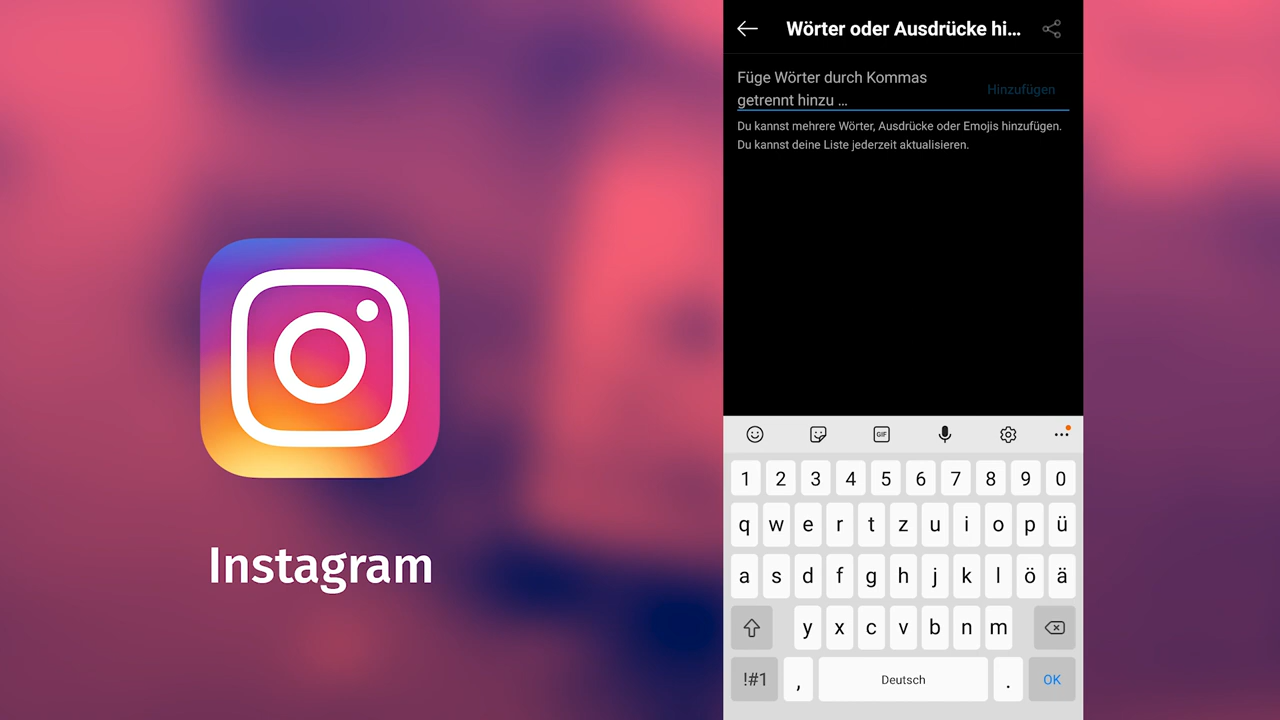 Instagram
Wörter oder Ausdrücke hi...
Füge Wörter durch Kommas
getrennt hinzu ...
Hinzufügen
Du kannst mehrere Wörter, Ausdrücke oder Emojis hinzufügen.
Du kannst deine Liste jederzeit aktualisieren.
GIF
1 2 3 4 5 6 7 8 9 0
q w e r t z u i o p ü
a s d f g h j k l ö ä
y x c v b n m
!#1 , Deutsch . OK